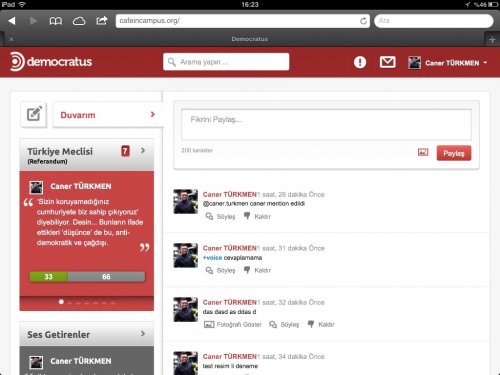 iPad
16:23
%46
cafeincampus.org/
Ara
Democratus
democratus
Arama yapın ...
Caner TÜRKMEN
Duvarım
Türkiye Meclisi
7
(Referandum)
Caner TÜRKMEN
“ 'Sizin koruyamadığınız
cumhuriyete biz sahip çıkıyoruz'
diyebiliyor. Desin... Bunların ifade
ettikleri 'düşünce' de bu, anti-
demokratik ve çağdışı. ”
33
66
Ses Getirenler
Caner TÜRKMEN
Fikrini Paylaş...
200 karakter
Paylaş
Caner TÜRKMEN1 saat, 26 dakika Önce
@caner.turkmen caner mention edildi
Söyleş
Kaldır
Caner TÜRKMEN1 saat, 31 dakika Önce
+voice cevaplamama
Söyleş
Kaldır
Caner TÜRKMEN1 saat, 32 dakika Önce
das dasd as ddas d
Fotoğrafı Göster
Söyleş
Kaldır
Caner TÜRKMEN1 saat, 34 dakika Önce
test resim li deneme